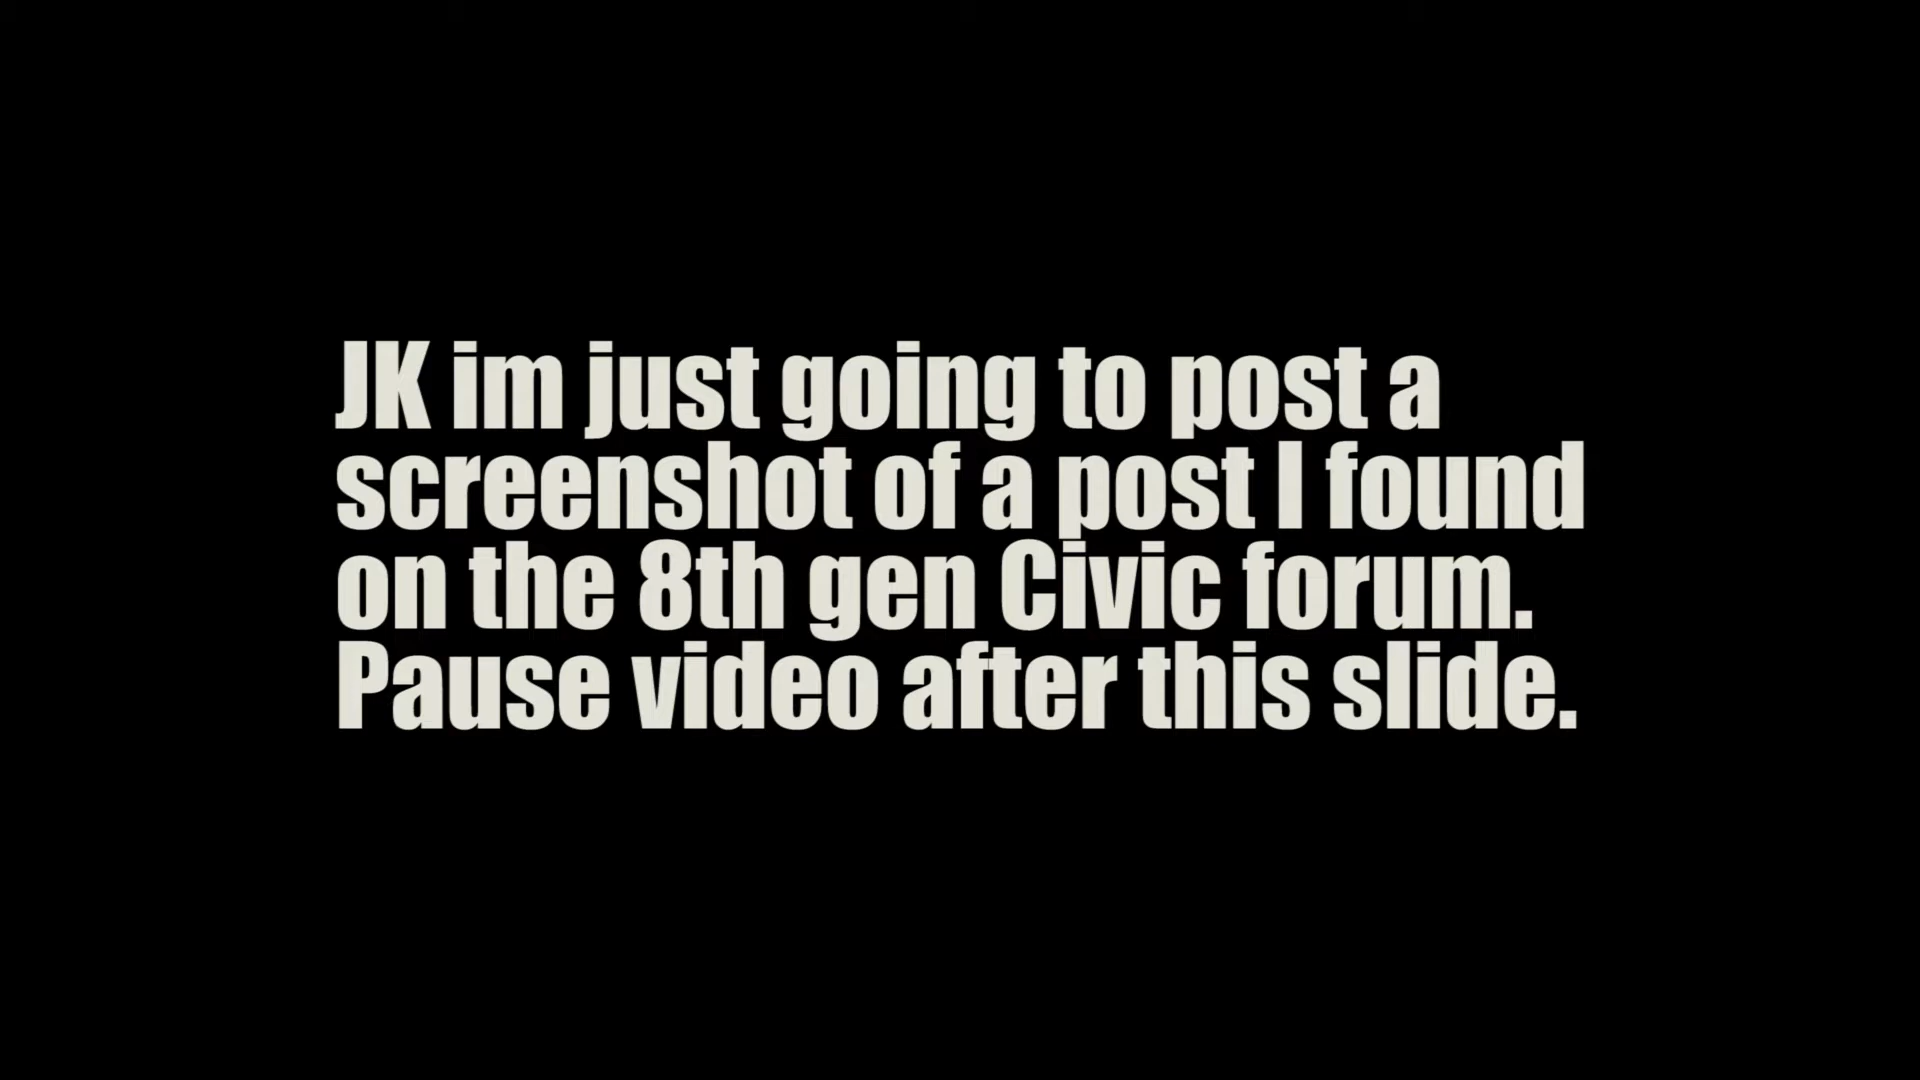 JK im just going to post a
screenshot of a post I found
on the 8th gen Civic forum.
Pause video after this slide.